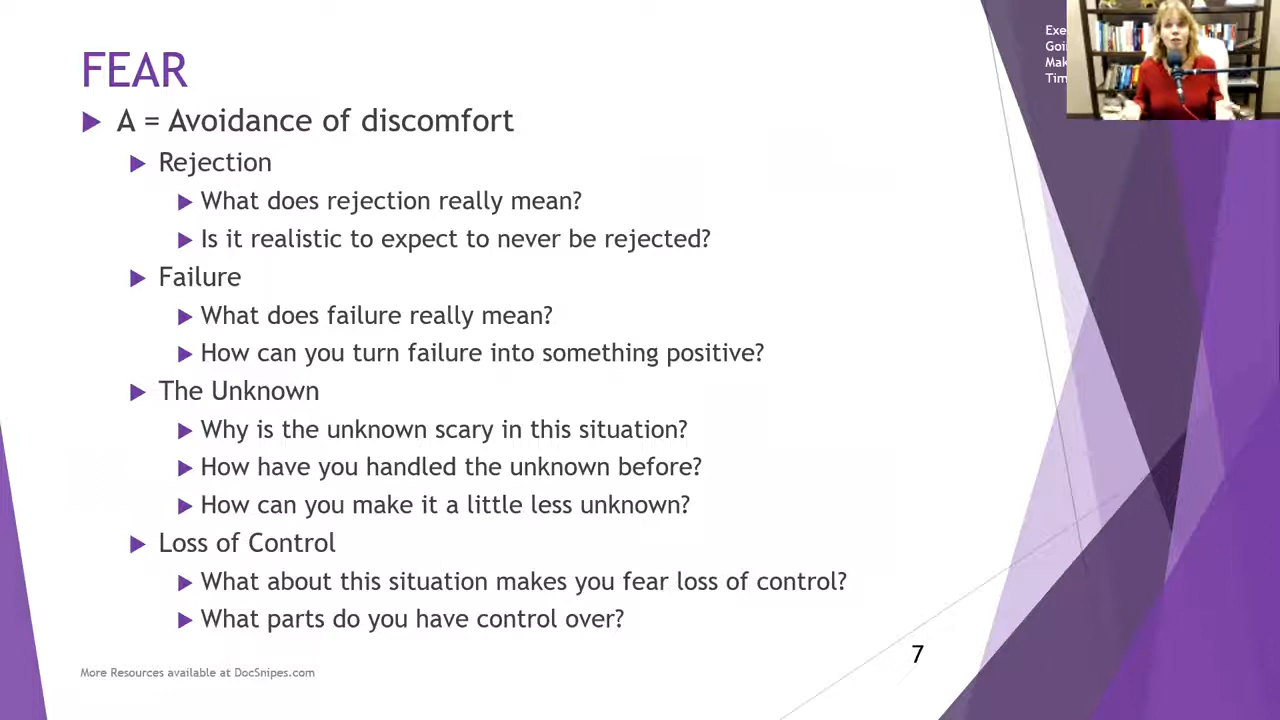 FEAR
A = Avoidance of discomfort
Rejection
What does rejection really mean?
Is it realistic to expect to never be rejected?
Failure
What does failure really mean?
How can you turn failure into something positive?
The Unknown
Why is the unknown scary in this situation?
How have you handled the unknown before?
How can you make it a little less unknown?
Loss of Control
What about this situation makes you fear loss of control?
What parts do you have control over?
7
More Resources available at DocSnipes.com